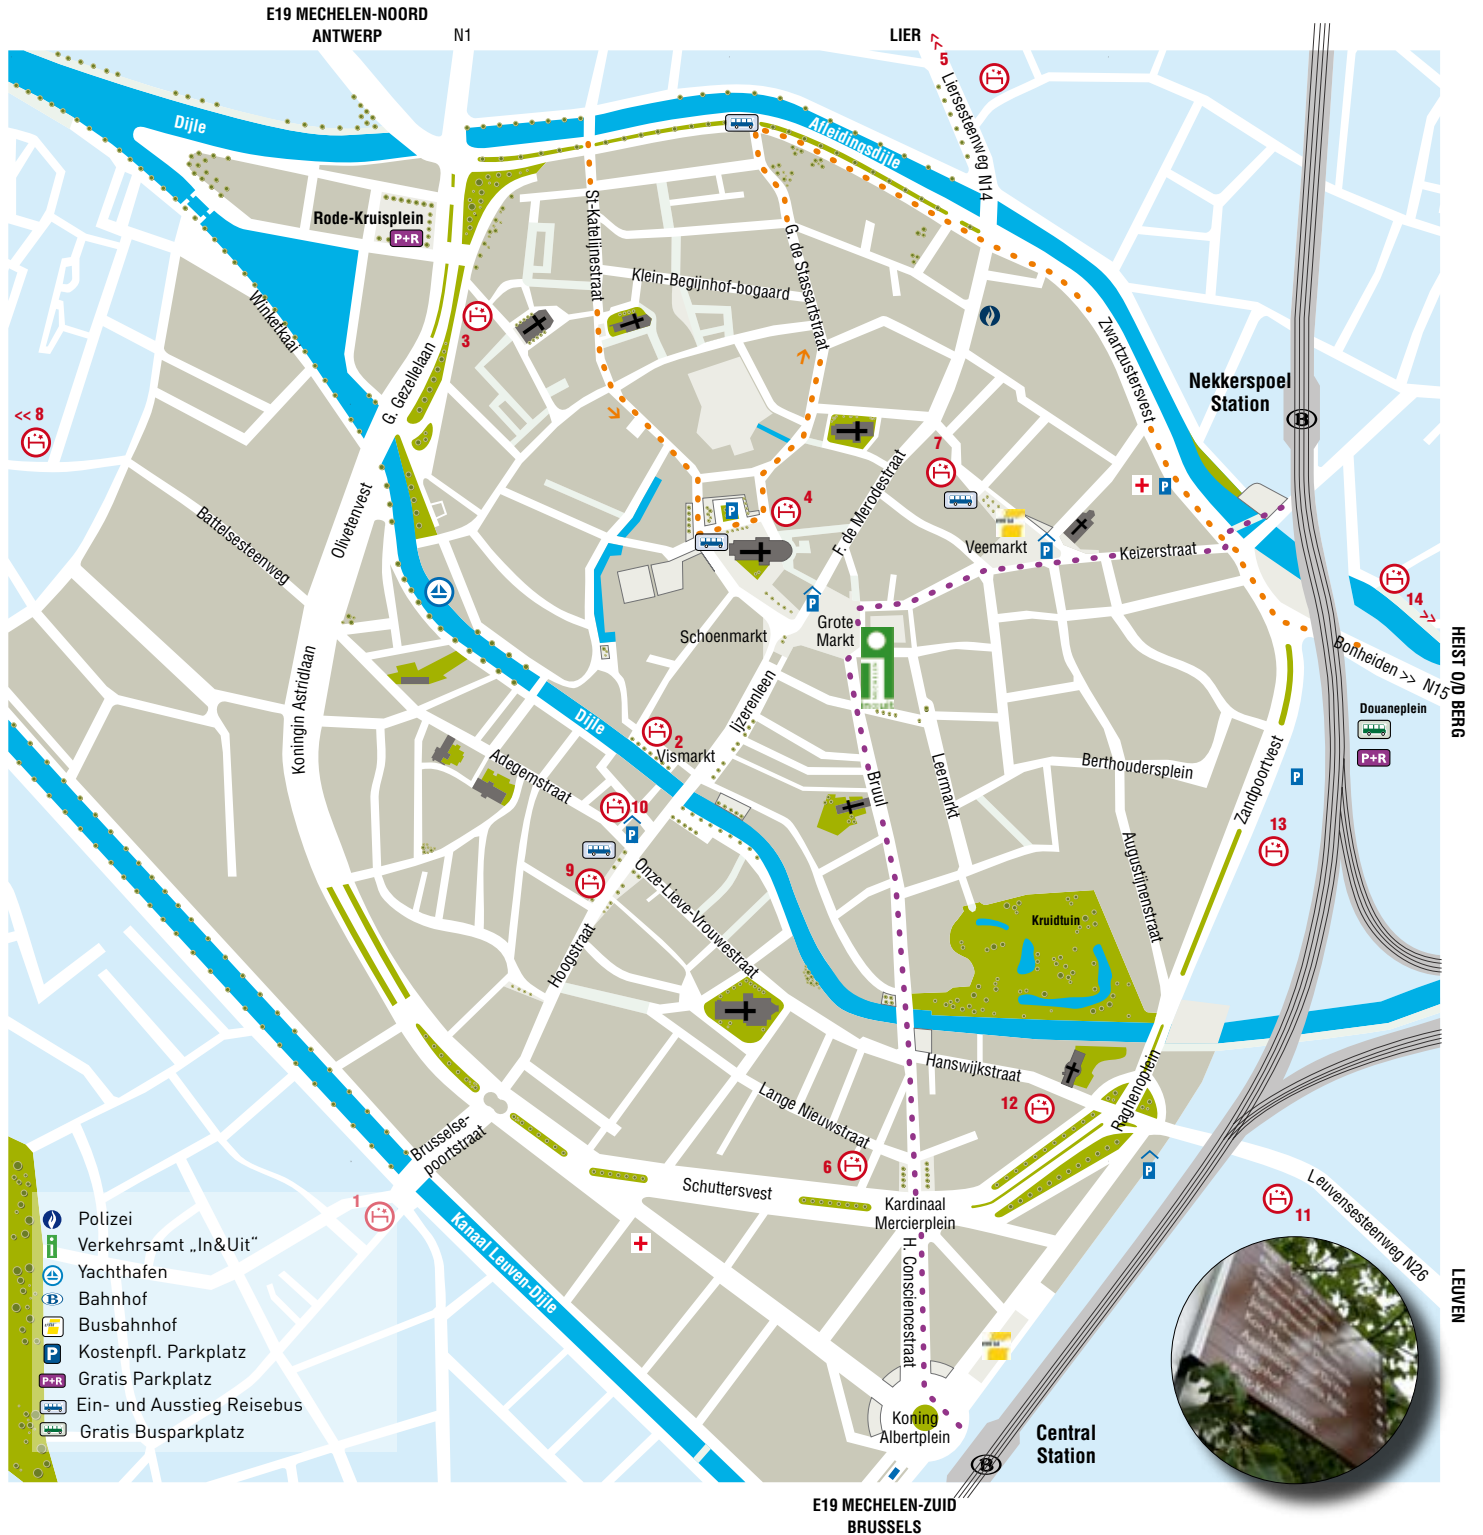 E19 MECHELEN-NOORD
ANTWERP
N1
LIER
<<
5
Liersesteenweg N14
Dijle
Afleidingsdijle
Rode-Kruisplein
P+R
St-Katelijnestraat
G. de Stassartstraat
Klein-Begijnhof-bogaard
Winketkaai
3
G. Gezellelaan
Zwartzustersvest
Nekkerspoel
Station
B
<< 8
7
F. de Merodestraat
4
P
P
Olivetenvest
Battelsesteenweg
Veemarkt
P
Keizerstraat
14
>>
P
Grote
Markt
Schoenmarkt
HEIST O/D BERG
Bonheiden >> N15
Koningin Astridlaan
Ijzerenleen
Douaneplein
P+R
Dijle
2
Vismarkt
Adegemstraat
Bruul
Leermarkt
Berthoudersplein
Zandpoortvest
P
10
P
13
9
Onze-Lieve-Vrouwestraat
Augustijnenstraat
Kruidtuin
Hoogstraat
Hanswijkstraat
Raghenoplein
12
Lange Nieuwstraat
Brusselse-
poortstraat
6
P
Schuttersvest
Kardinaal
Mercierplein
Leuvensesteenweg N26
11
1
Kanaal Leuven-Dijle
H. Consciencestraat
LEUVEN
Polizei
Verkehrsamt „In&Uit“
Yachthafen
B Bahnhof
Busbahnhof
P Kostenpfl. Parkplatz
P+R Gratis Parkplatz
Ein- und Ausstieg Reisebus
Gratis Busparkplatz
Koning
Albertplein
Central
Station
B
E19 MECHELEN-ZUID
BRUSSELS